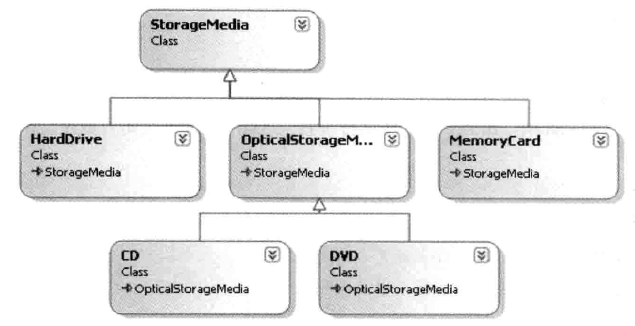 StorageMedia
Class
HardDrive
Class
StorageMedia
OpticalStorageM...
Class
StorageMedia
MemoryCard
Class
StorageMedia
CD
Class
OpticalStorageMedia
DVD
Class
OpticalStorageMedia